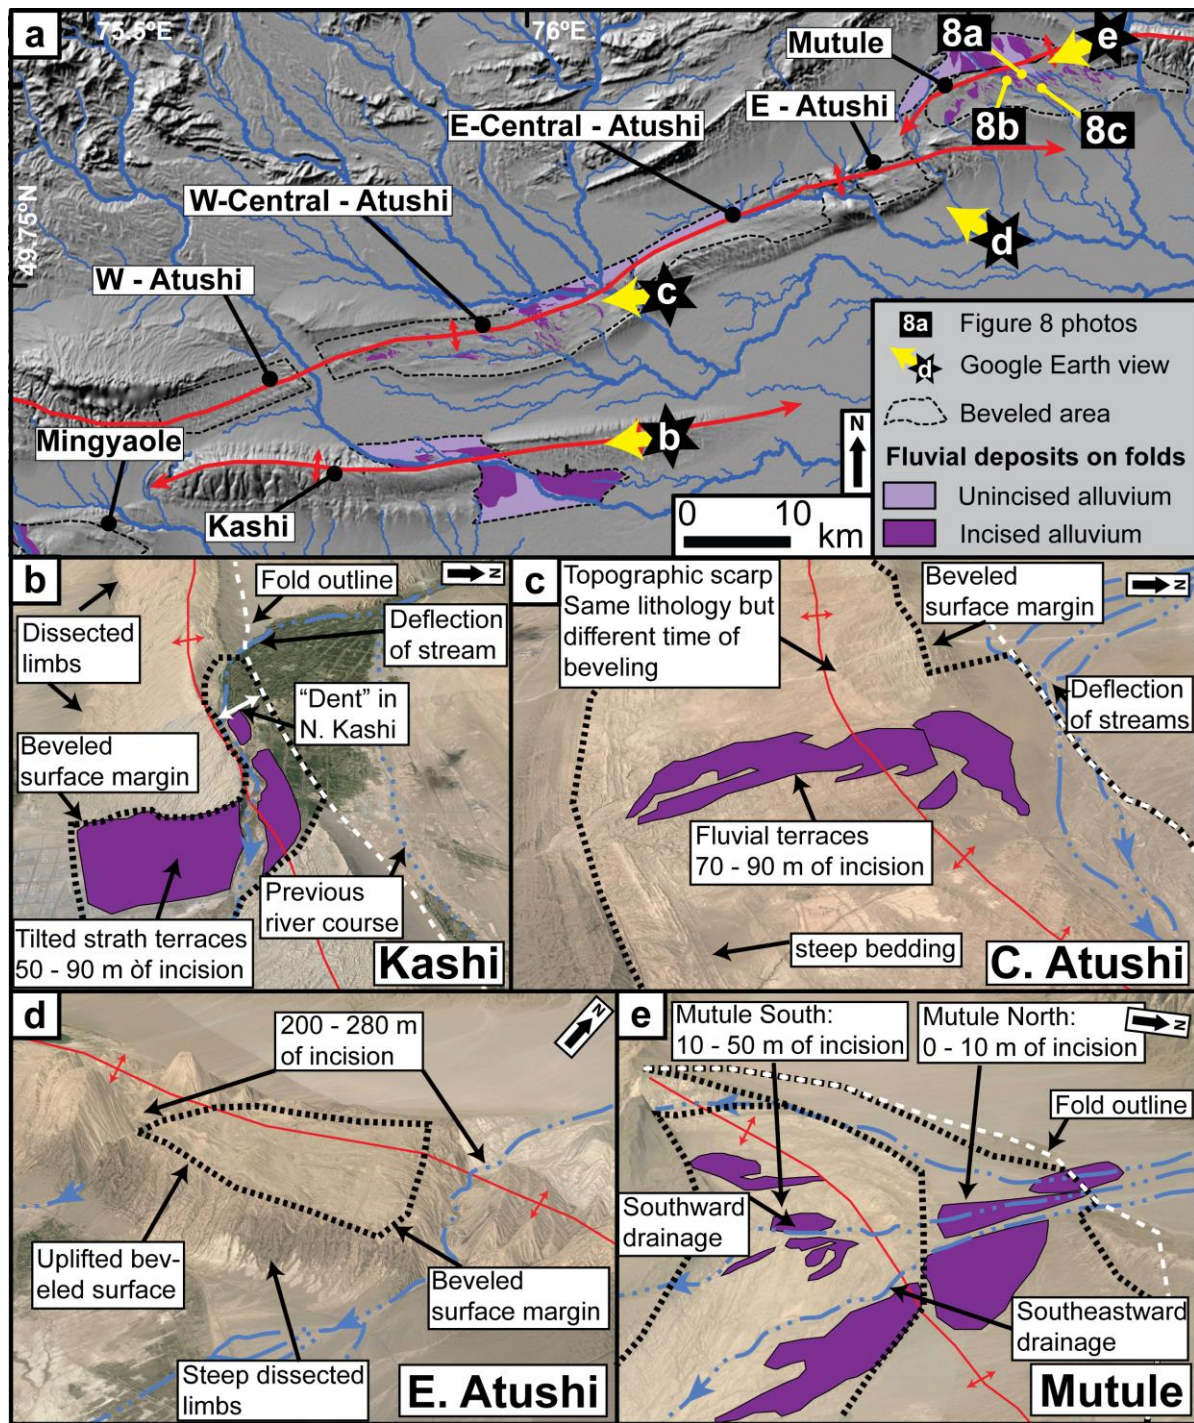 a
75.5°E
76°E
49.75°N
Mutule
8a
e
E - Atushi
8b
8c
E-Central - Atushi
W-Central - Atushi
d
W - Atushi
c
Mingyaole
b
Kashi
N
0 10
km
8a Figure 8 photos
d Google Earth view
Beveled area
Fluvial deposits on folds
Unincised alluvium
Incised alluvium
b
Fold outline
N
Dissected
limbs
Deflection
of stream
“Dent” in
N. Kashi
Beveled
surface margin
Previous
river course
Tilted strath terraces
50 - 90 m òf incision
Kashi
c
Topographic scarp
Same lithology but
different time of
beveling
Beveled
surface margin
N
Deflection
of streams
Fluvial terraces
70 - 90 m of incision
steep bedding
C. Atushi
d
200 - 280 m
of incision
N
Uplifted bev-
eled surface
Beveled
surface margin
Steep dissected
limbs
E. Atushi
e
Mutule South:
10 - 50 m of incision
Mutule North:
0 - 10 m of incision
N
Fold outline
Southward
drainage
Southeastward
drainage
Mutule